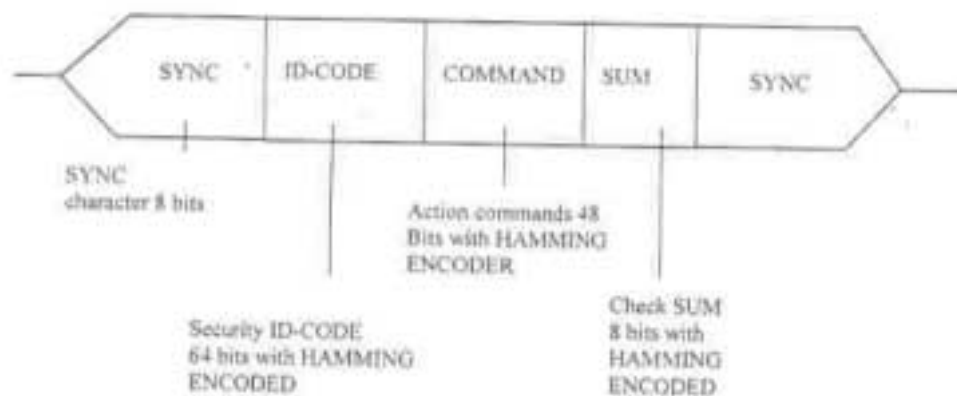 SYNC
ID-CODE
COMMAND
SUM
SYNC
SYNC
character 8 bits
Action commands 48
Bits with HAMMING
ENCODER
Security ID-CODE
64 bits with HAMMING
ENCODED
Check SUM
8 bits with
HAMMING
ENCODED